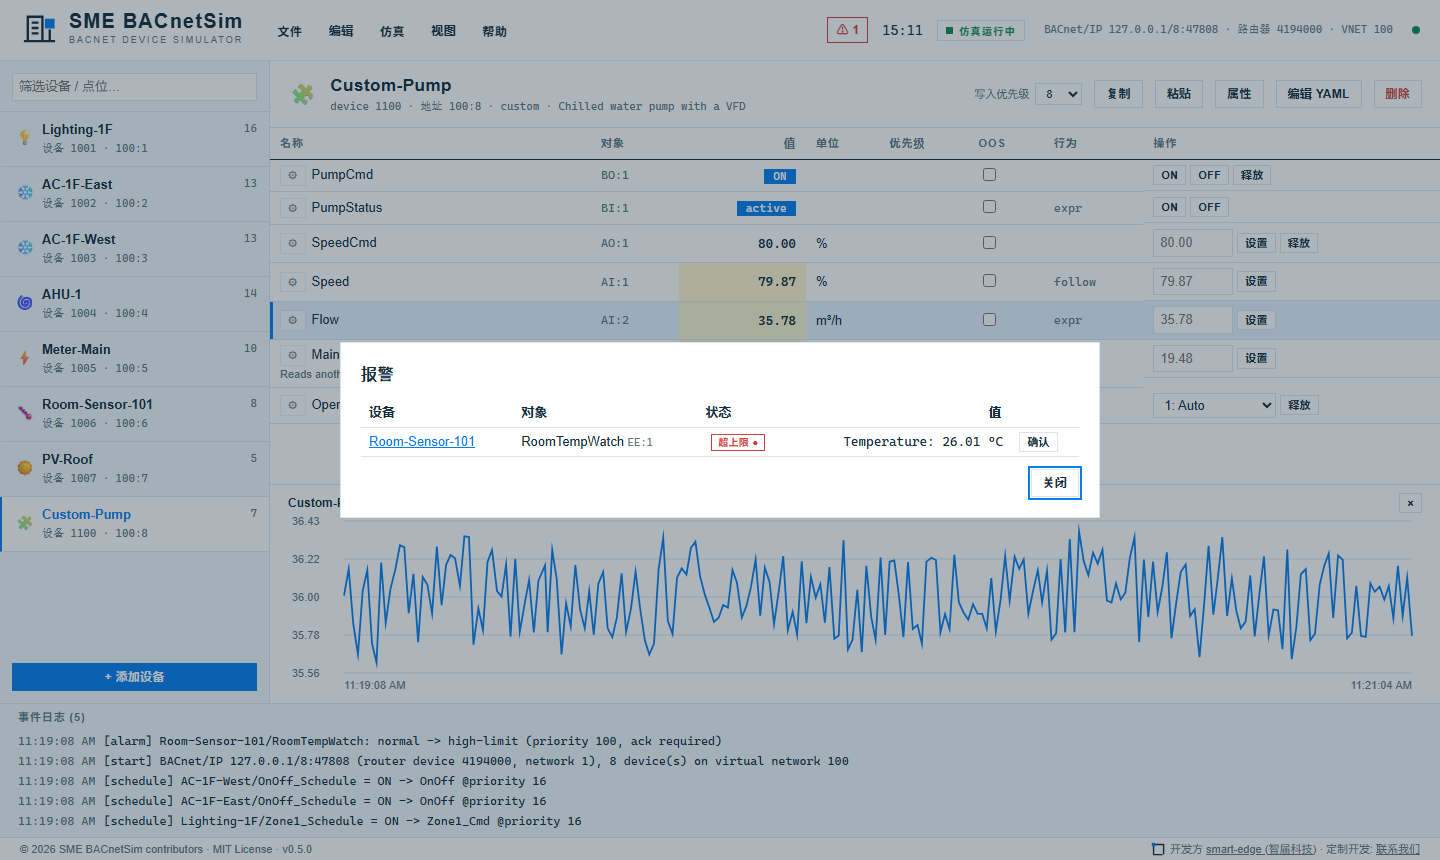 SME BACnetSim
BACNET DEVICE SIMULATOR
文件 编辑 仿真 视图 帮助
1 15:11 仿真运行中 BACnet/IP 127.0.0.1/8:47808 · 路由器 4194000 · VNET 100
筛选设备 / 点位...
Lighting-1F 16
设备 1001 · 100:1
AC-1F-East 13
设备 1002 · 100:2
AC-1F-West 13
设备 1003 · 100:3
AHU-1 14
设备 1004 · 100:4
Meter-Main 10
设备 1005 · 100:5
Room-Sensor-101 8
设备 1006 · 100:6
PV-Roof 5
设备 1007 · 100:7
Custom-Pump 7
设备 1100 · 100:8
+ 添加设备
Custom-Pump
device 1100 · 地址 100:8 · custom · Chilled water pump with a VFD
写入优先级 8 复制 粘贴 属性 编辑 YAML 删除
名称 对象 值 单位 优先级 OOS 行为 操作
PumpCmd BO:1 ON ON OFF 释放
PumpStatus BI:1 active expr ON OFF
SpeedCmd AO:1 80.00 % 80.00 设置 释放
Speed AI:1 79.87 % follow 79.87 设置
Flow AI:2 35.78 m³/h expr 35.78 设置
Main 19.48 设置
Reads anoth
Oper 1: Auto 释放
报警
设备 对象 状态 值
Room-Sensor-101 RoomTempWatch EE:1 超上限 ● Temperature: 26.01 °C 确认
关闭
Custom-P ×
36.43
36.22
36.00
35.78
35.56
11:19:08 AM 11:21:04 AM
事件日志 (5)
11:19:08 AM [alarm] Room-Sensor-101/RoomTempWatch: normal -> high-limit (priority 100, ack required)
11:19:08 AM [start] BACnet/IP 127.0.0.1/8:47808 (router device 4194000, network 1), 8 device(s) on virtual network 100
11:19:08 AM [schedule] AC-1F-West/OnOff_Schedule = ON -> OnOff @priority 16
11:19:08 AM [schedule] AC-1F-East/OnOff_Schedule = ON -> OnOff @priority 16
11:19:08 AM [schedule] Lighting-1F/Zone1_Schedule = ON -> Zone1_Cmd @priority 16
© 2026 SME BACnetSim contributors · MIT License · v0.5.0
开发方 smart-edge (智届科技) · 定制开发: 联系我们